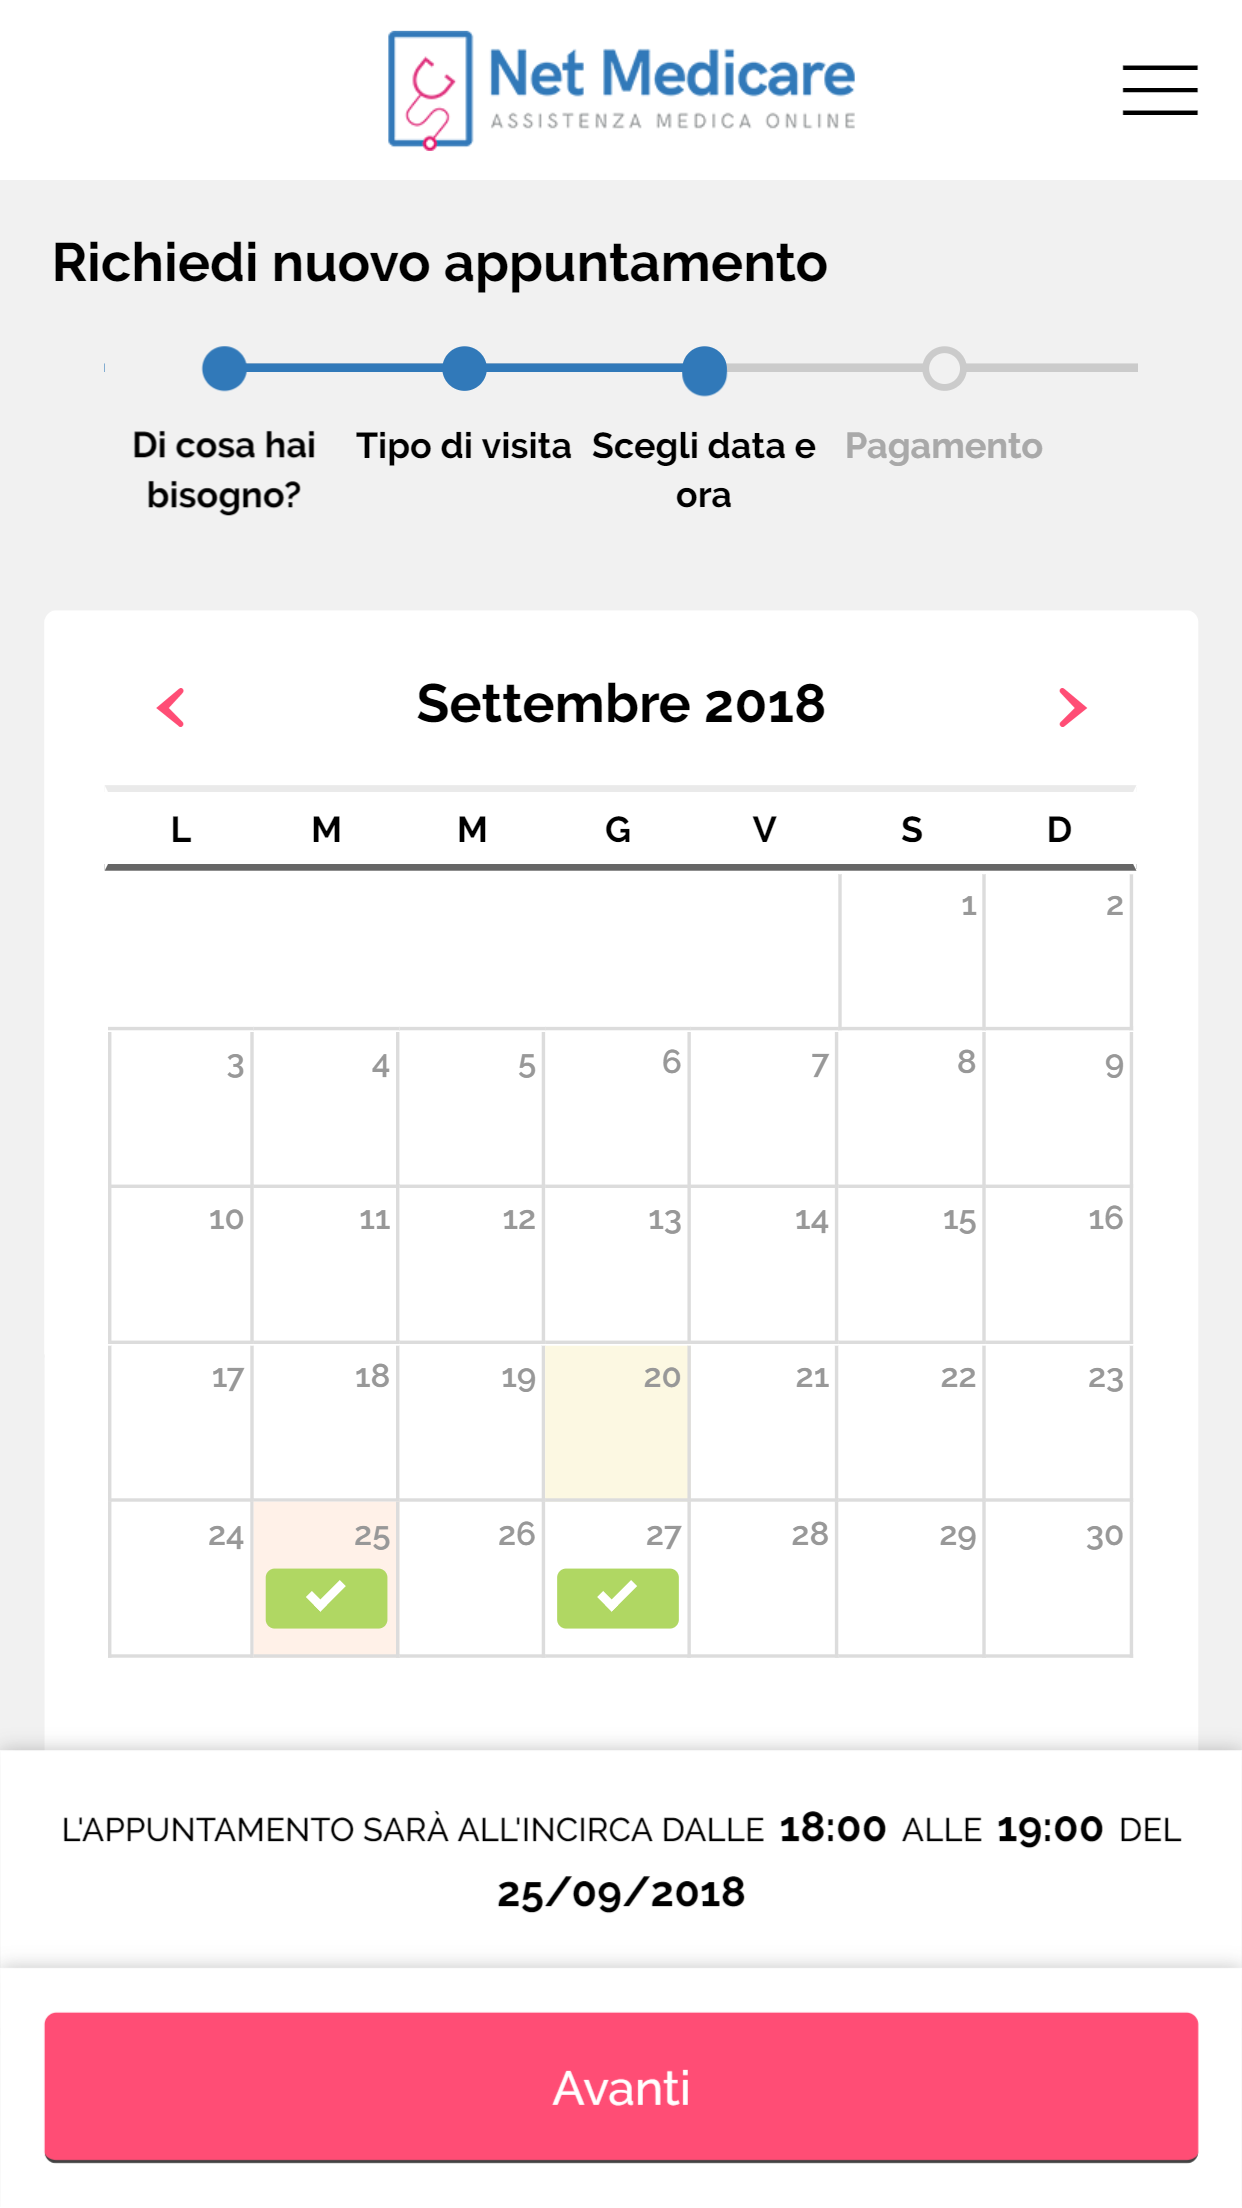 Net Medicare
ASSISTENZA MEDICA ONLINE
Richiedi nuovo appuntamento
Di cosa hai bisogno?
Tipo di visita
Scegli data e ora
Pagamento
Settembre 2018
L M M G V S D
1 2
3 4 5 6 7 8 9
10 11 12 13 14 15 16
17 18 19 20 21 22 23
24 25 26 27 28 29 30
L'APPUNTAMENTO SARÀ ALL'INCIRCA DALLE 18:00 ALLE 19:00 DEL
25/09/2018
Avanti